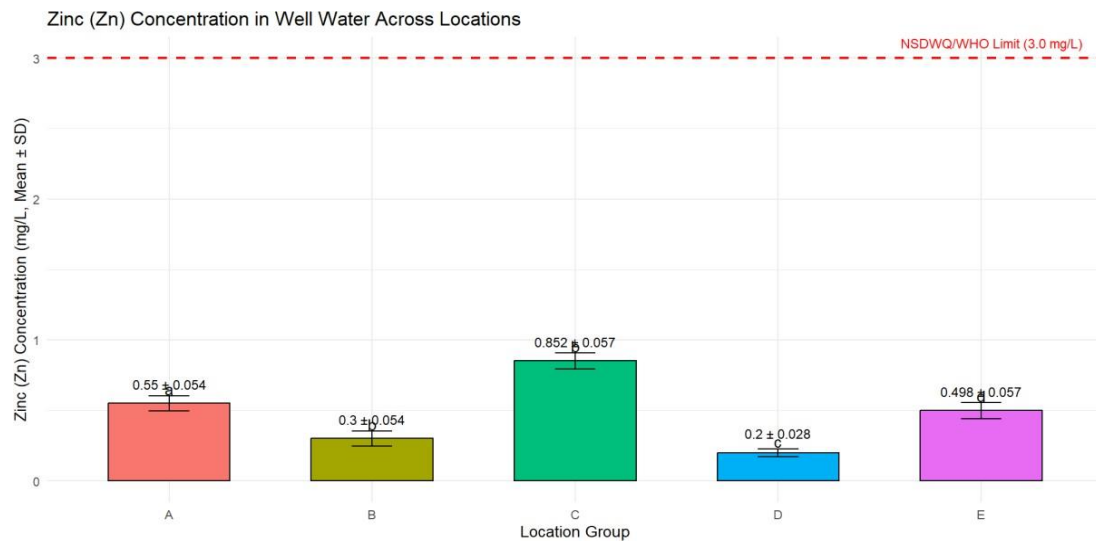 Zinc (Zn) Concentration in Well Water Across Locations
NSDWQ/WHO Limit (3.0 mg/L)
Zinc (Zn) Concentration (mg/L, Mean ± SD)
3
2
1
0
0.55 ± 0.054
a
0.3 ± 0.054
b
0.852 ± 0.057
b
0.2 ± 0.028
c
0.498 ± 0.057
d
A B C D E
Location Group